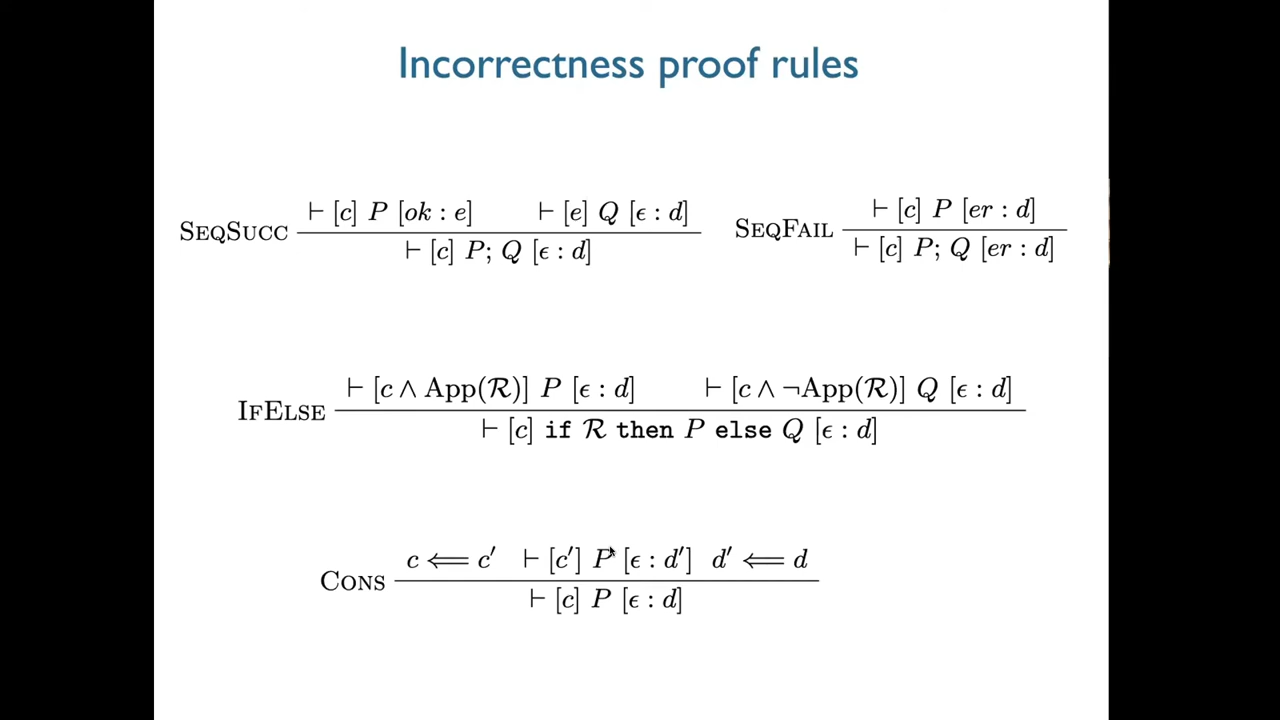 Incorrectness proof rules
SEQSUCC ⊢ [c] P [ok : e] ⊢ [e] Q [ϵ : d]
⊢ [c] P; Q [ϵ : d]
SEQFAIL ⊢ [c] P [er : d]
⊢ [c] P; Q [er : d]
IFELSE ⊢ [c ∧ App(ℛ)] P [ϵ : d] ⊢ [c ∧ ¬App(ℛ)] Q [ϵ : d]
⊢ [c] if ℛ then P else Q [ϵ : d]
CONS c ⟸ c′ ⊢ [c′] P [ϵ : d′] d′ ⟸ d
⊢ [c] P [ϵ : d]